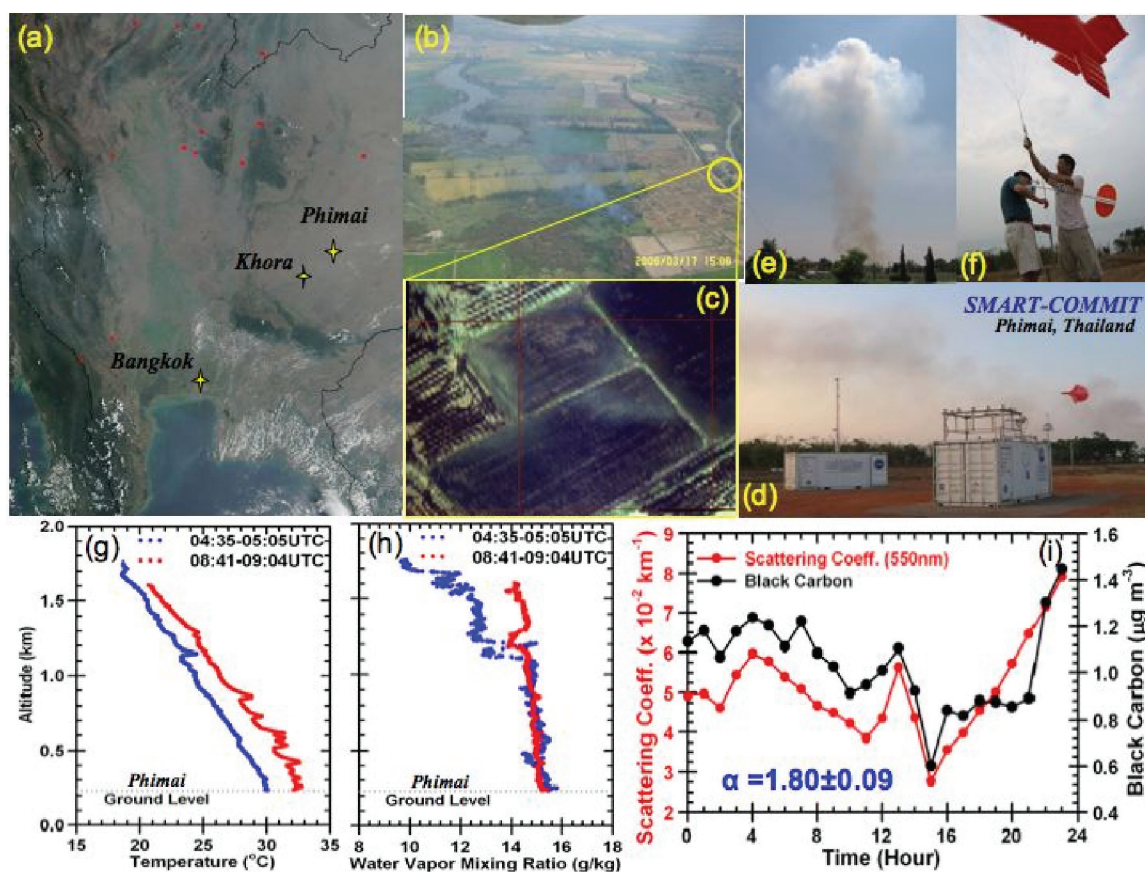 (a)
Phimai
Khora
Bangkok
(b)
2006/03/17 15:06
(c)
(e)
(f)
SMART-COMMIT
Phimai, Thailand
(d)
(g)
04:35-05:05UTC
08:41-09:04UTC
2.0
1.5
1.0
0.5
0.0
Altitude (km)
Phimai
Ground Level
15 20 25 30 35
Temperature (°C)
(h)
04:35-05:05UTC
08:41-09:04UTC
Phimai
Ground Level
8 10 12 14 16 18
Water Vapor Mixing Ratio (g/kg)
(i)
Scattering Coeff. (550nm)
Black Carbon
9
8
7
6
5
4
3
2
Scattering Coeff. (x 10⁻² km⁻¹)
1.6
1.4
1.2
1.0
0.8
0.6
0.4
Black Carbon (µg m⁻³)
α =1.80±0.09
0 4 8 12 16 20 24
Time (Hour)